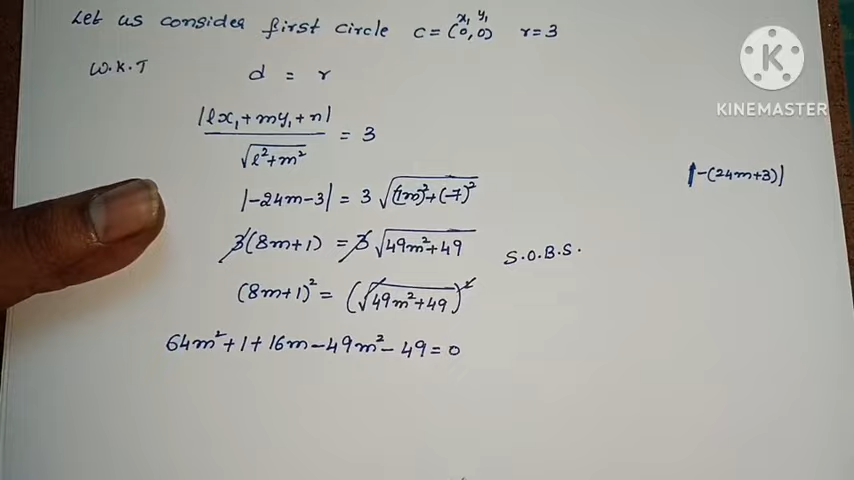 Let us consider first circle c = (0, 0) r = 3
x₁ y₁
W.K.T d = r
|lx₁ + my₁ + n| / √(l² + m²) = 3
|-24m - 3| = 3 √((7m)² + (-7)²)
|-(24m+3)|
3(8m+1) = 3 √(49m² + 49)
S.O.B.S.
(8m+1)² = (√(49m² + 49))²
64m² + 1 + 16m - 49m² - 49 = 0
K
KINEMASTER